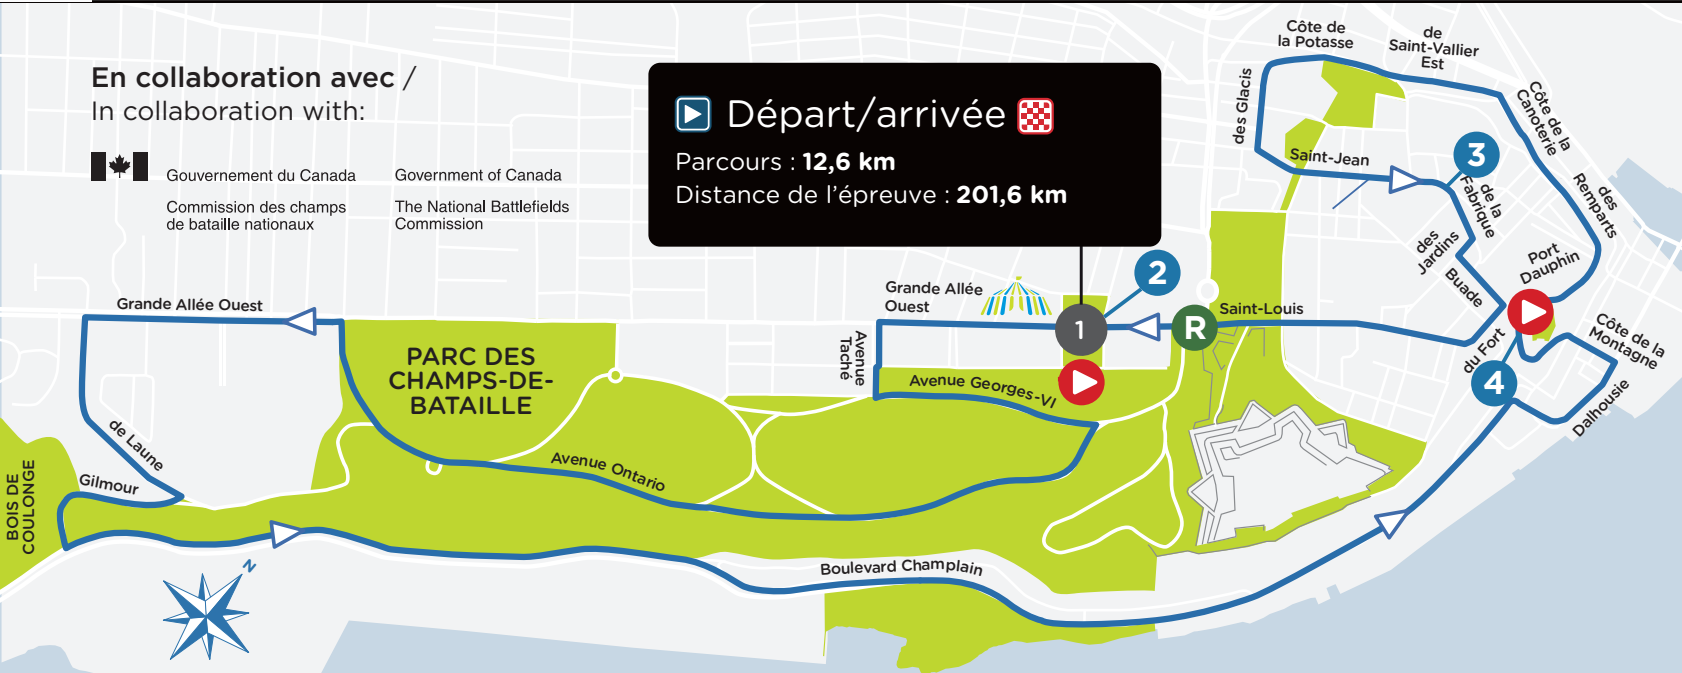 En collaboration avec /
In collaboration with:
Gouvernement du Canada
Government of Canada
Commission des champs
de bataille nationaux
The National Battlefields
Commission
Départ/arrivée
Parcours : 12,6 km
Distance de l'épreuve : 201,6 km
Côte de
la Potasse
de
Saint-Vallier
Est
des Glacis
Côte de la
Canoterie
Saint-Jean
3
de la
Fabrique
des
Remparts
des
Jardins
Buade
Port
Dauphin
2
Grande Allée
Ouest
1
R
Saint-Louis
Grande Allée Ouest
Avenue
Taché
Avenue Georges-VI
PARC DES
CHAMPS-DE-
BATAILLE
du Fort
4
Côte de la
Montagne
Dalhousie
de Laune
Gilmour
Avenue Ontario
BOIS DE
COULONGE
Boulevard Champlain
N